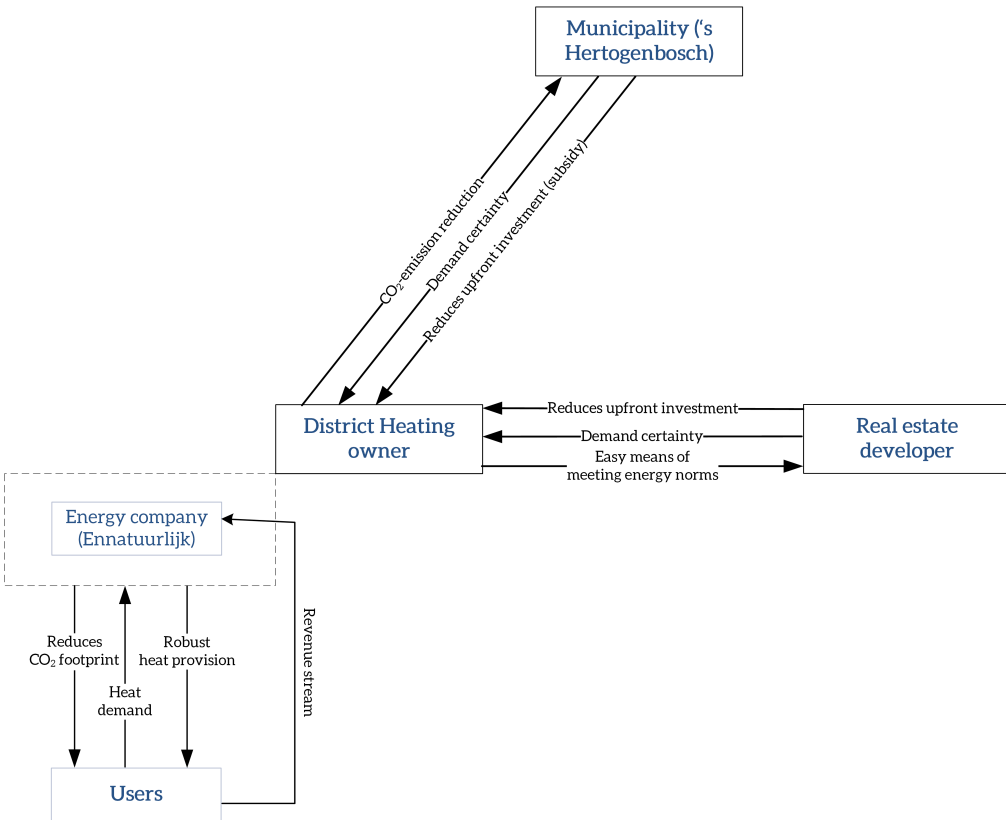 Municipality (‘s
Hertogenbosch)
CO₂-emission reduction
Demand certainty
Reduces upfront investment (subsidy)
District Heating
owner
Reduces upfront investment
Demand certainty
Easy means of
meeting energy norms
Real estate
developer
Energy company
(Ennatuurlijk)
Reduces
CO₂ footprint
Heat
demand
Robust
heat provision
Revenue stream
Users